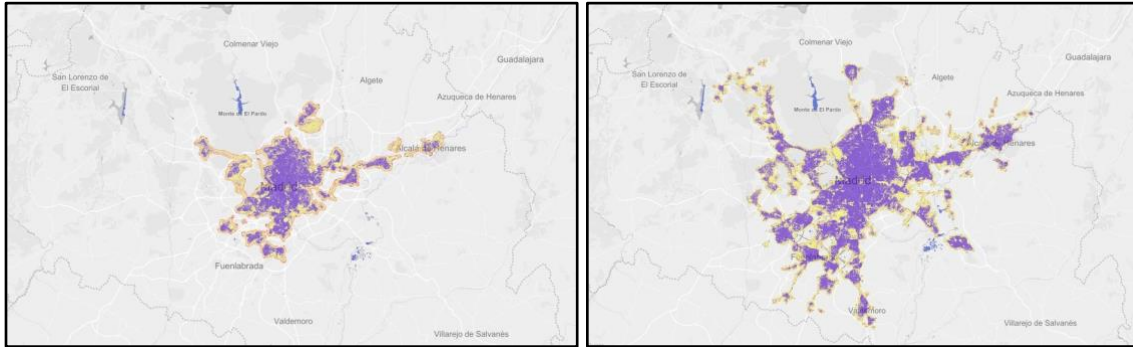 Colmenar Viejo
Guadalajara
San Lorenzo de
El Escorial
Algete
Azuqueca de Henares
Monte de El Pardo
Alcalá de Henares
Madrid
Fuenlabrada
Valdemoro
Villarejo de Salvanés
Colmenar Viejo
Guadalajara
San Lorenzo de
El Escorial
Algete
Azuqueca de Henares
Monte de El Pardo
Alcalá de Henares
Madrid
Valdemoro
Villarejo de Salvanés